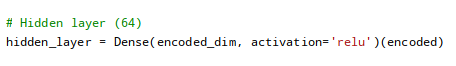 # Hidden layer (64)
hidden_layer = Dense(encoded_dim, activation='relu')(encoded)